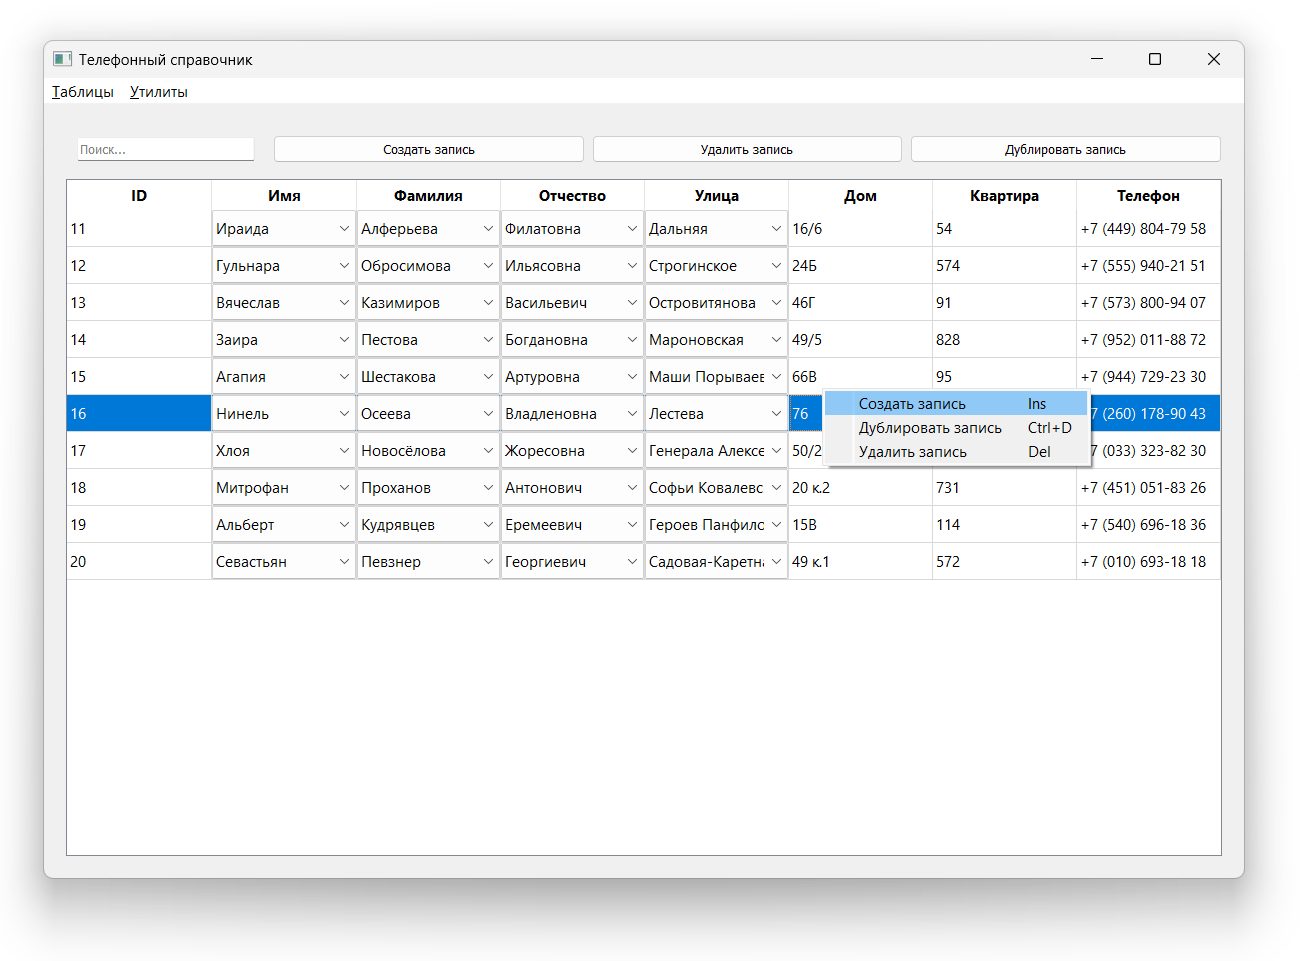 Телефонный справочник
Таблицы Утилиты
Поиск... Создать запись Удалить запись Дублировать запись
ID Имя Фамилия Отчество Улица Дом Квартира Телефон
11 Ираида Алферьева Филатовна Дальняя 16/6 54 +7 (449) 804-79 58
12 Гульнара Обросимова Ильясовна Строгинское 24Б 574 +7 (555) 940-21 51
13 Вячеслав Казимиров Васильевич Островитянова 46Г 91 +7 (573) 800-94 07
14 Заира Пестова Богдановна Мароновская 49/5 828 +7 (952) 011-88 72
15 Агапия Шестакова Артуровна Маши Порываев 66В 95 +7 (944) 729-23 30
16 Нинель Осеева Владленовна Лестева 76 7 (260) 178-90 43
Создать запись Ins
Дублировать запись Ctrl+D
Удалить запись Del
17 Хлоя Новосёлова Жоресовна Генерала Алексе 50/2 7 (033) 323-82 30
18 Митрофан Проханов Антонович Софьи Ковалевс 20 к.2 731 +7 (451) 051-83 26
19 Альберт Кудрявцев Еремеевич Героев Панфило 15В 114 +7 (540) 696-18 36
20 Севастьян Певзнер Георгиевич Садовая-Каретна 49 к.1 572 +7 (010) 693-18 18